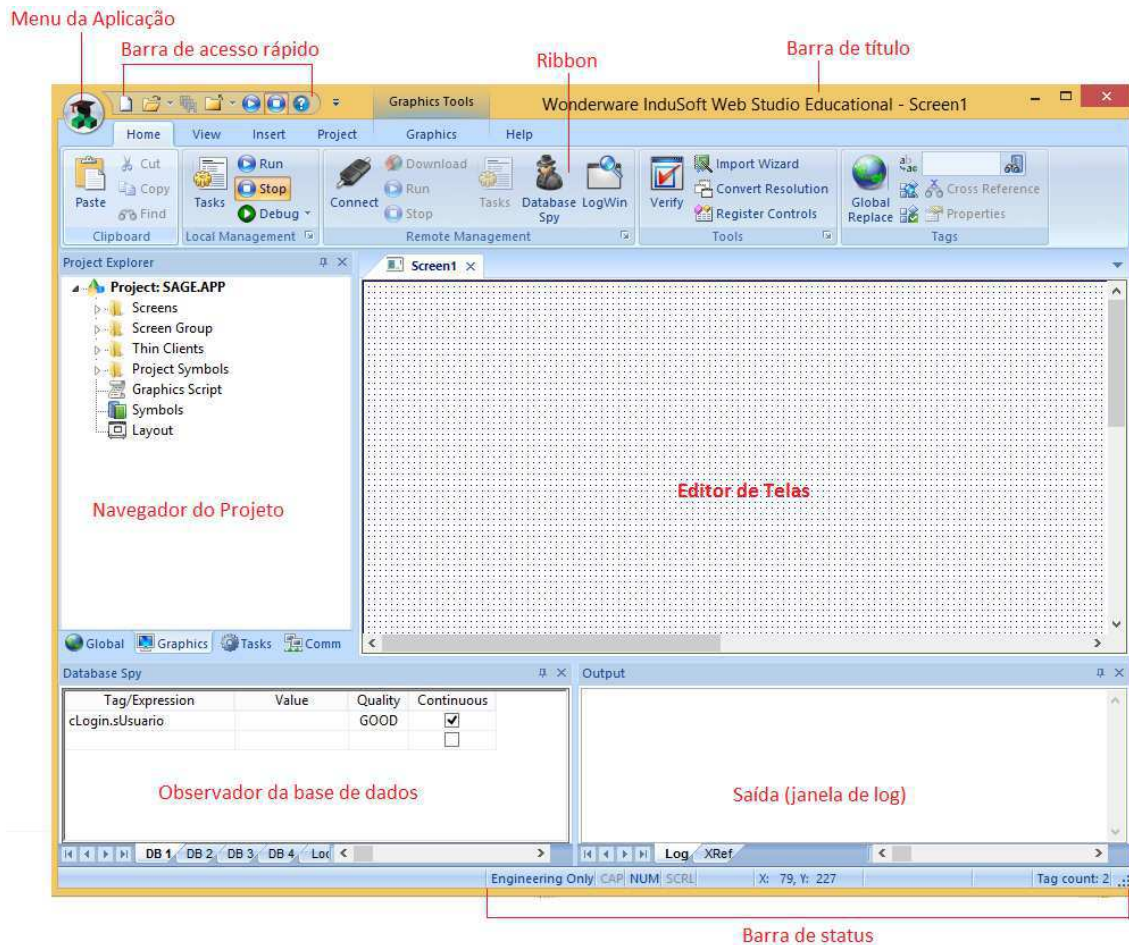 Menu da Aplicação
Barra de acesso rápido
Ribbon
Barra de título
Graphics Tools
Wonderware InduSoft Web Studio Educational - Screen1
Home View Insert Project Graphics Help
Paste
Cut
Copy
Find
Clipboard
Tasks
Run
Stop
Debug
Local Management
Connect
Download
Run
Stop
Tasks
Database Spy
LogWin
Remote Management
Verify
Import Wizard
Convert Resolution
Register Controls
Tools
Global Replace
Cross Reference
Properties
Tags
Project Explorer
Project: SAGE.APP
Screens
Screen Group
Thin Clients
Project Symbols
Graphics Script
Symbols
Layout
Navegador do Projeto
Global Graphics Tasks Comm
Screen1
Editor de Telas
Database Spy
Tag/Expression Value Quality Continuous
cLogin.sUsuario GOOD
Observador da base de dados
DB 1 DB 2 DB 3 DB 4
Output
Saída (janela de log)
Log XRef
Engineering Only CAP NUM SCRL X: 79, Y: 227 Tag count: 2
Barra de status